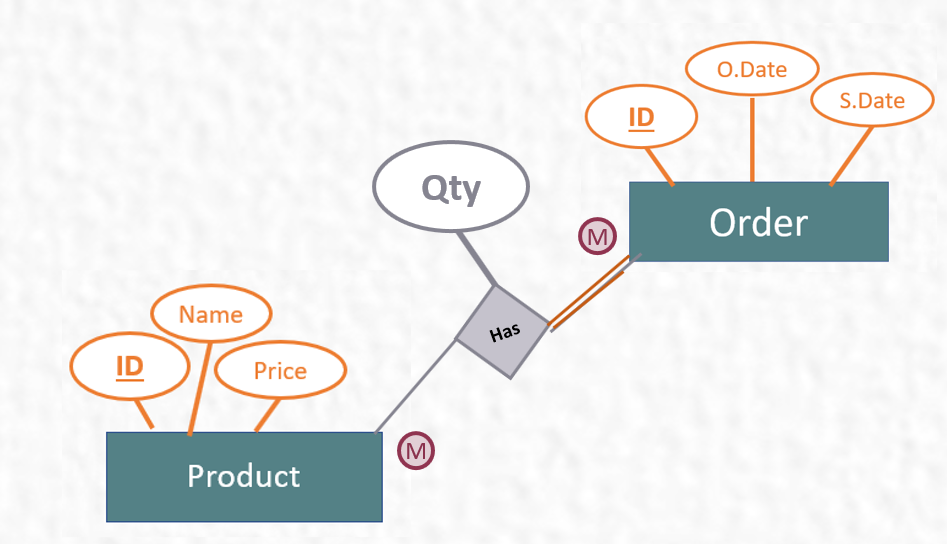 O.Date
S.Date
ID
Qty
Order
M
Name
Has
ID
Price
M
Product